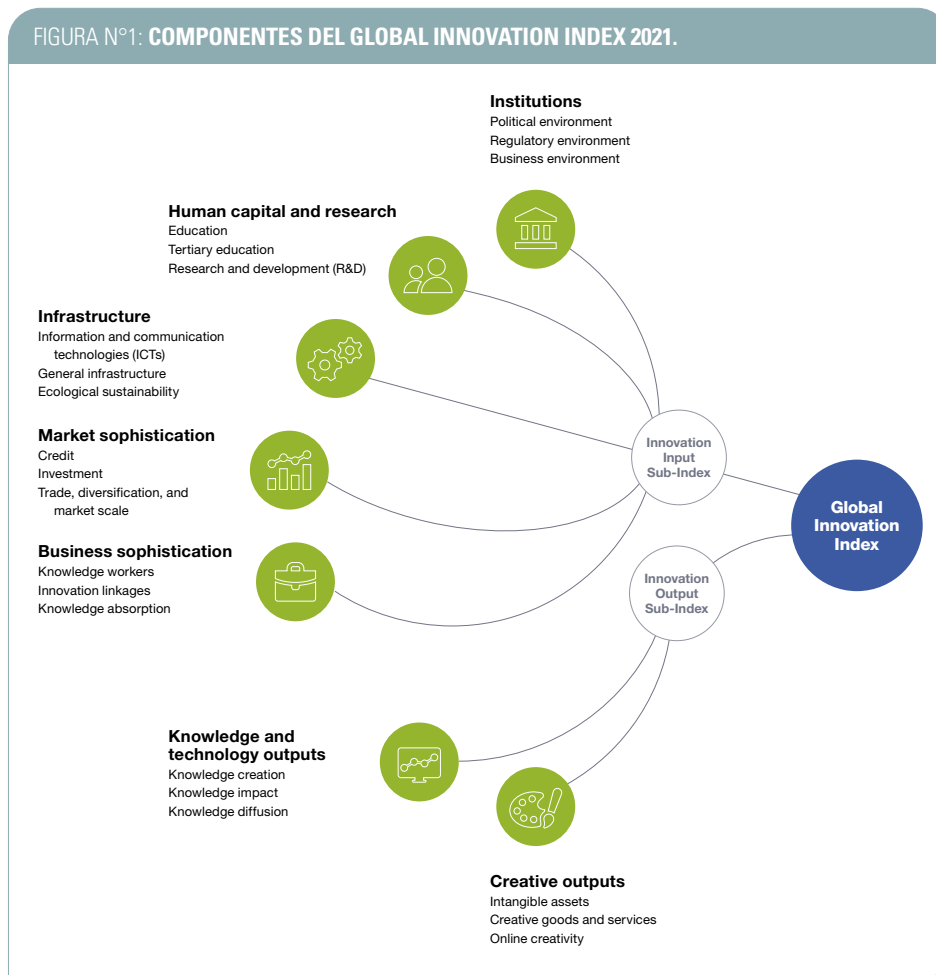 FIGURA N°1: COMPONENTES DEL GLOBAL INNOVATION INDEX 2021.
Institutions
Political environment
Regulatory environment
Business environment
Human capital and research
Education
Tertiary education
Research and development (R&D)
Infrastructure
Information and communication
technologies (ICTs)
General infrastructure
Ecological sustainability
Market sophistication
Credit
Investment
Trade, diversification, and
market scale
Business sophistication
Knowledge workers
Innovation linkages
Knowledge absorption
Innovation
Input
Sub-Index
Global
Innovation
Index
Innovation
Output
Sub-Index
Knowledge and
technology outputs
Knowledge creation
Knowledge impact
Knowledge diffusion
Creative outputs
Intangible assets
Creative goods and services
Online creativity